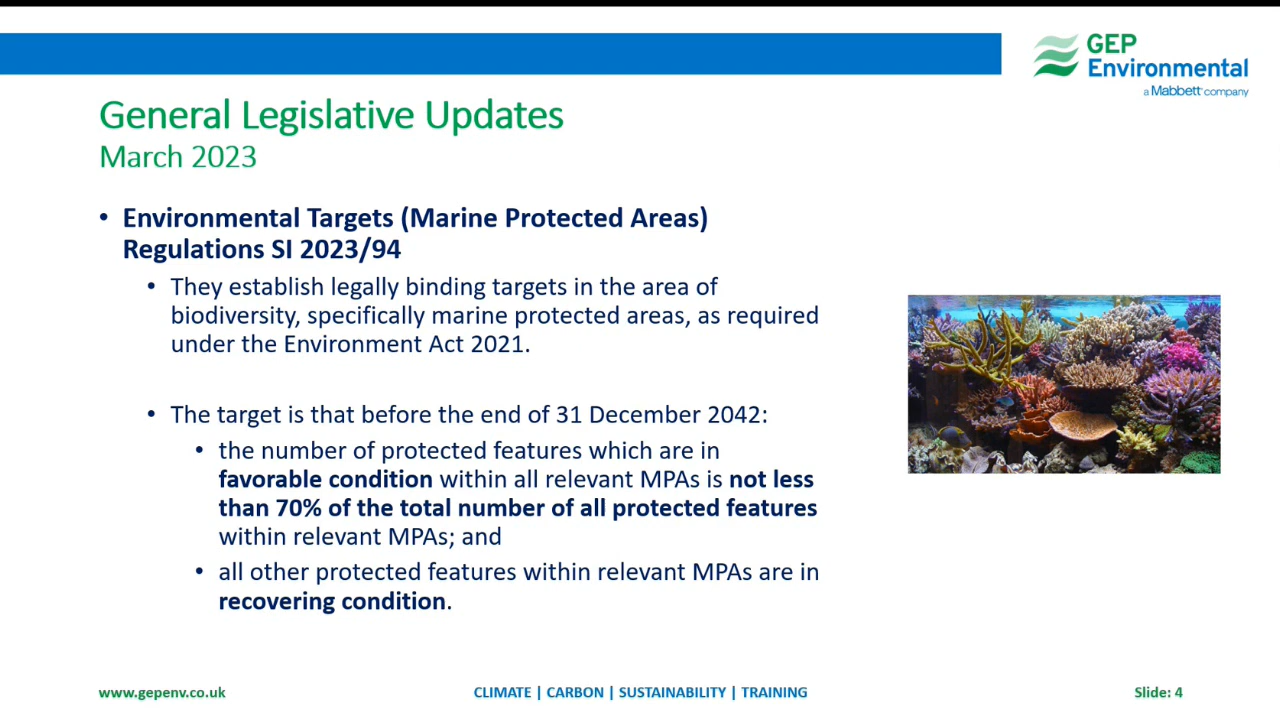 GEP
Environmental
a Mabbett company
General Legislative Updates
March 2023
• Environmental Targets (Marine Protected Areas)
Regulations SI 2023/94
• They establish legally binding targets in the area of
biodiversity, specifically marine protected areas, as required
under the Environment Act 2021.
• The target is that before the end of 31 December 2042:
• the number of protected features which are in
favorable condition within all relevant MPAs is not less
than 70% of the total number of all protected features
within relevant MPAs; and
• all other protected features within relevant MPAs are in
recovering condition.
www.gepenv.co.uk
CLIMATE | CARBON | SUSTAINABILITY | TRAINING
Slide: 4